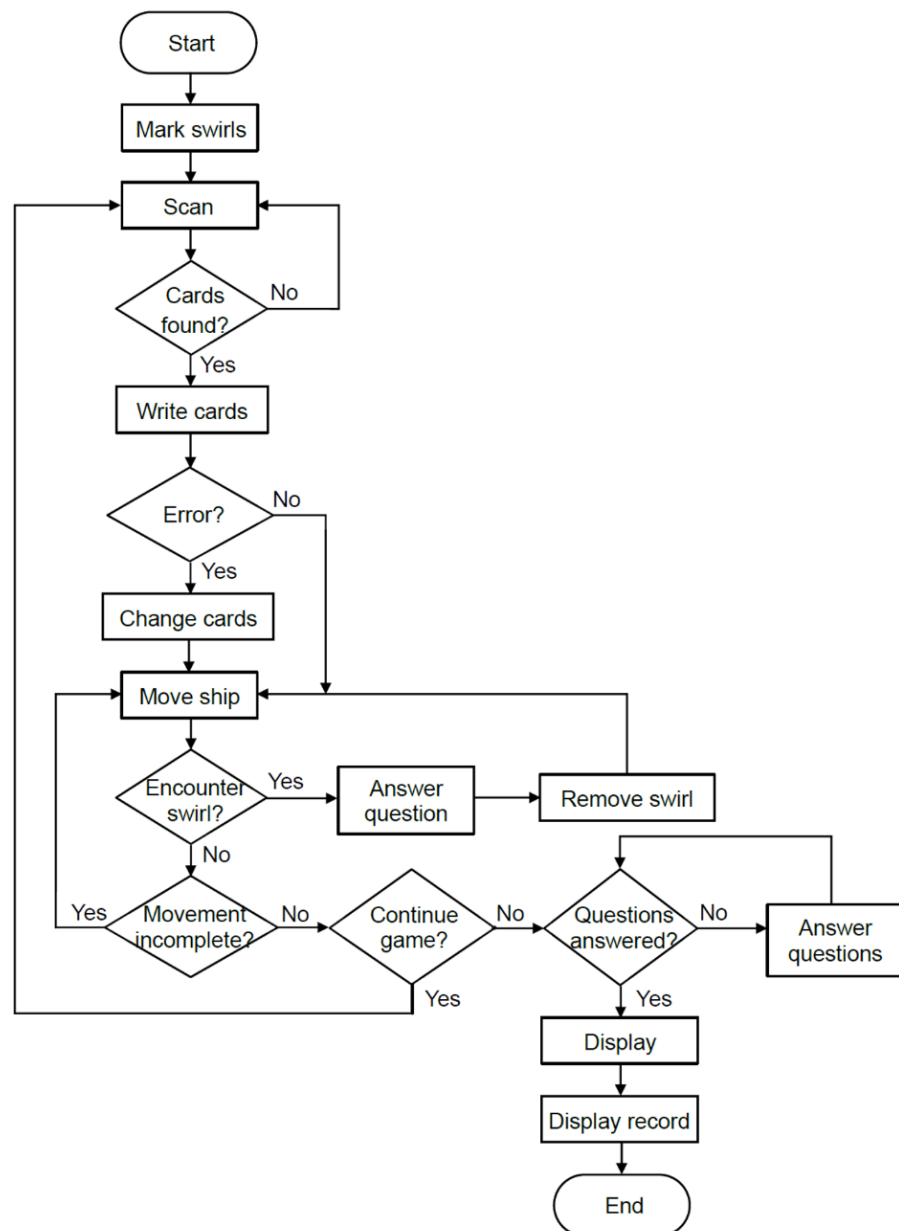 Start
Mark swirls
Scan
Cards
found?
No
Yes
Write cards
Error?
No
Yes
Change cards
Move ship
Encounter
swirl?
Yes
Answer
question
Remove swirl
No
Movement
incomplete?
Yes
No
Continue
game?
No
Yes
Questions
answered?
No
Answer
questions
Yes
Display
Display record
End